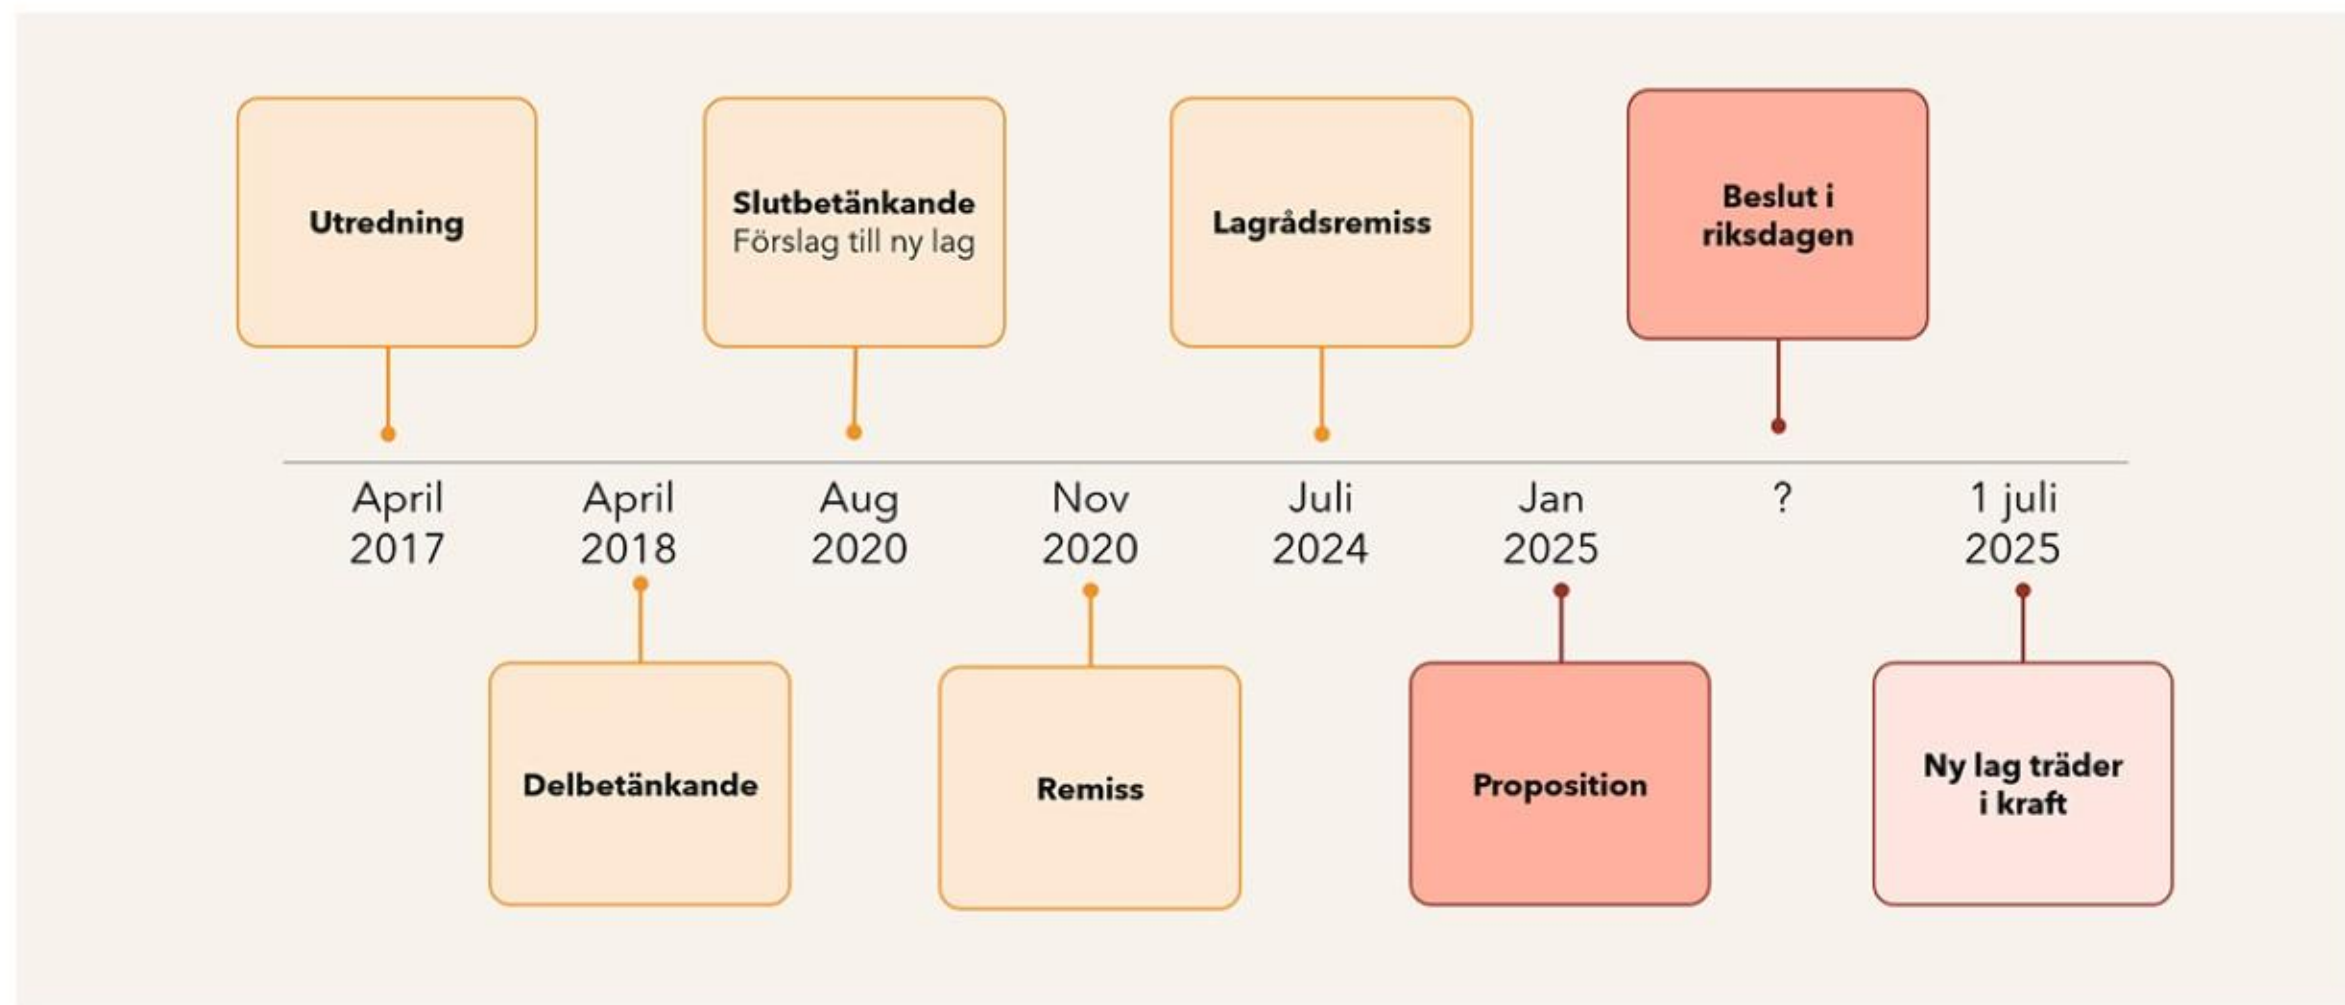 Utredning
Slutbetänkande
Förslag till ny lag
Lagrådsremiss
Beslut i
riksdagen
April
2017
April
2018
Aug
2020
Nov
2020
Juli
2024
Jan
2025
?
1 juli
2025
Delbetänkande
Remiss
Proposition
Ny lag träder
i kraft